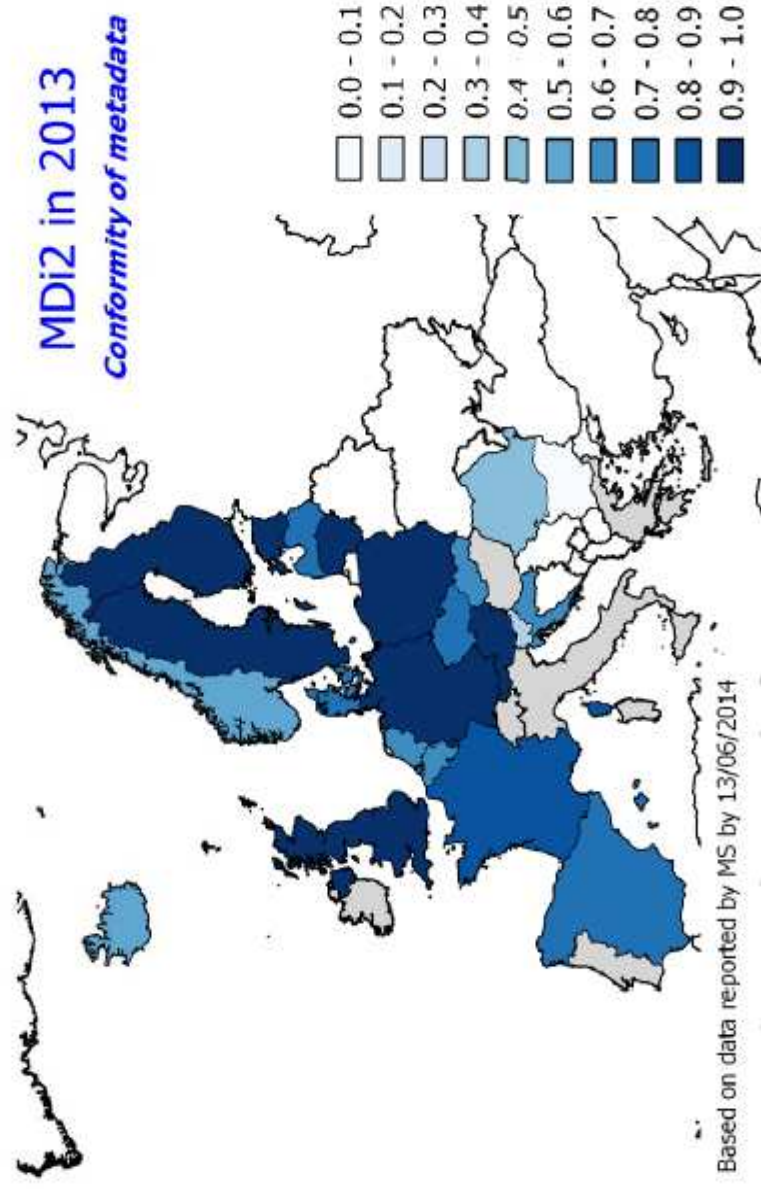 MDi2 in 2013
Conformity of metadata
0.0 - 0.1
0.1 - 0.2
0.2 - 0.3
0.3 - 0.4
0.4 - 0.5
0.5 - 0.6
0.6 - 0.7
0.7 - 0.8
0.8 - 0.9
0.9 - 1.0
Based on data reported by MS by 13/06/2014